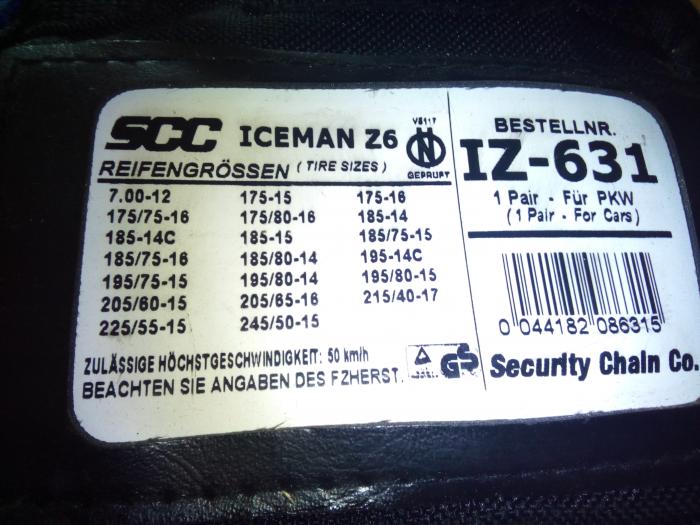 SCC ICEMAN Z6
V5117
N
GEPRUFT
REIFENGRÖSSEN ( TIRE SIZES )
7.00-12 175-15 175-16
175/75-16 175/80-16 185-14
185-14C 185-15 185/75-15
185/75-16 185/80-14 195-14C
195/75-15 195/80-14 195/80-15
205/60-15 205/65-16 215/40-17
225/55-15 245/50-15
ZULÄSSIGE HÖCHSTGESCHWINDIGKEIT: 50 km/h
BEACHTEN SIE ANGABEN DES FZHERST.
GS
BESTELLNR.
IZ-631
1 Pair - Für PKW
(1 Pair - For Cars)
0 044182 086315
Security Chain Co.